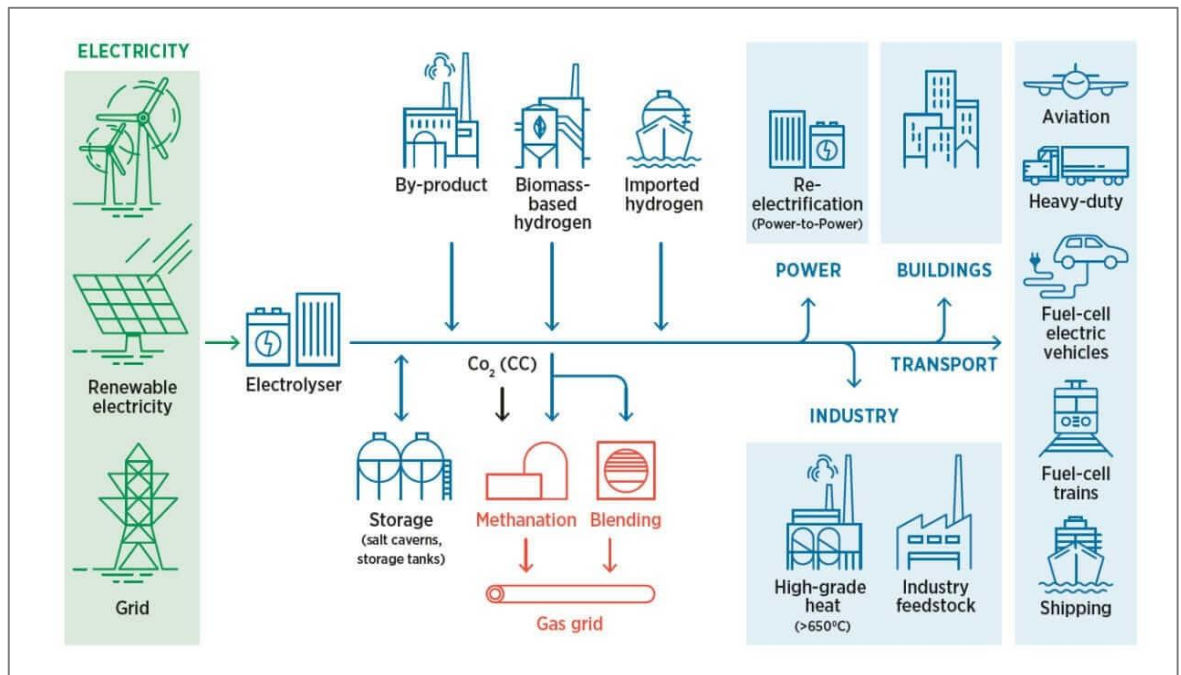 ELECTRICITY
Renewable
electricity
Grid
Electrolyser
By-product
Biomass-
based
hydrogen
Imported
hydrogen
Storage
(salt caverns,
storage tanks)
Co₂ (CC)
Methanation
Blending
Gas grid
Re-
electrification
(Power-to-Power)
POWER
BUILDINGS
TRANSPORT
INDUSTRY
High-grade
heat
(>650°C)
Industry
feedstock
Aviation
Heavy-duty
Fuel-cell
electric
vehicles
Fuel-cell
trains
Shipping